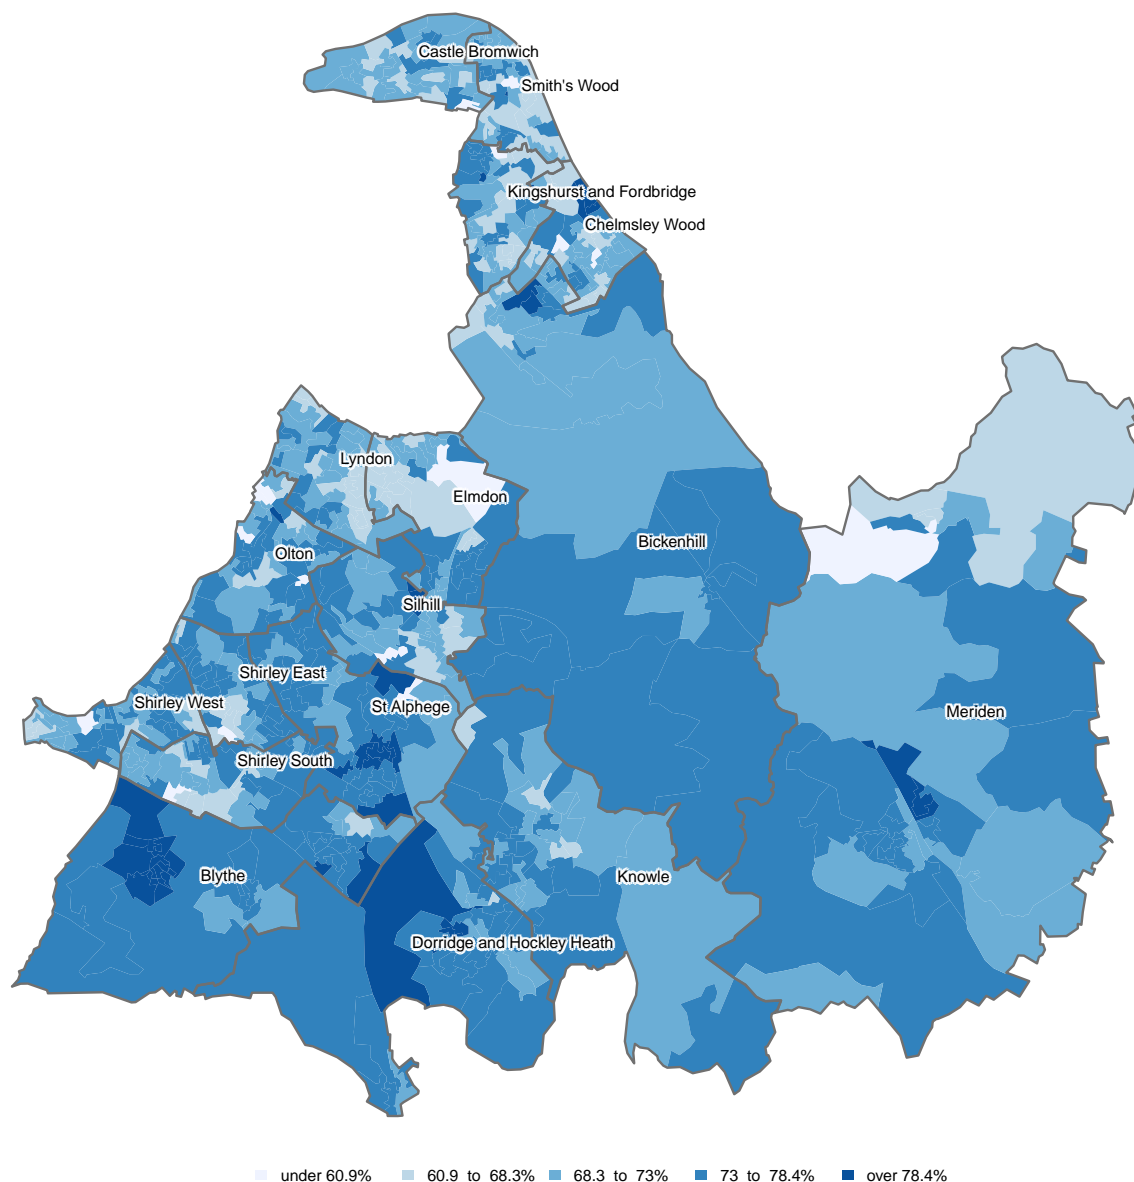 Castle Bromwich
Smith's Wood
Kingshurst and Fordbridge
Chelmsley Wood
Lyndon
Elmdon
Bickenhill
Olton
Silhill
Shirley East
Shirley West
St Alphege
Meriden
Shirley South
Blythe
Knowle
Dorridge and Hockley Heath
under 60.9% 60.9 to 68.3% 68.3 to 73% 73 to 78.4% over 78.4%